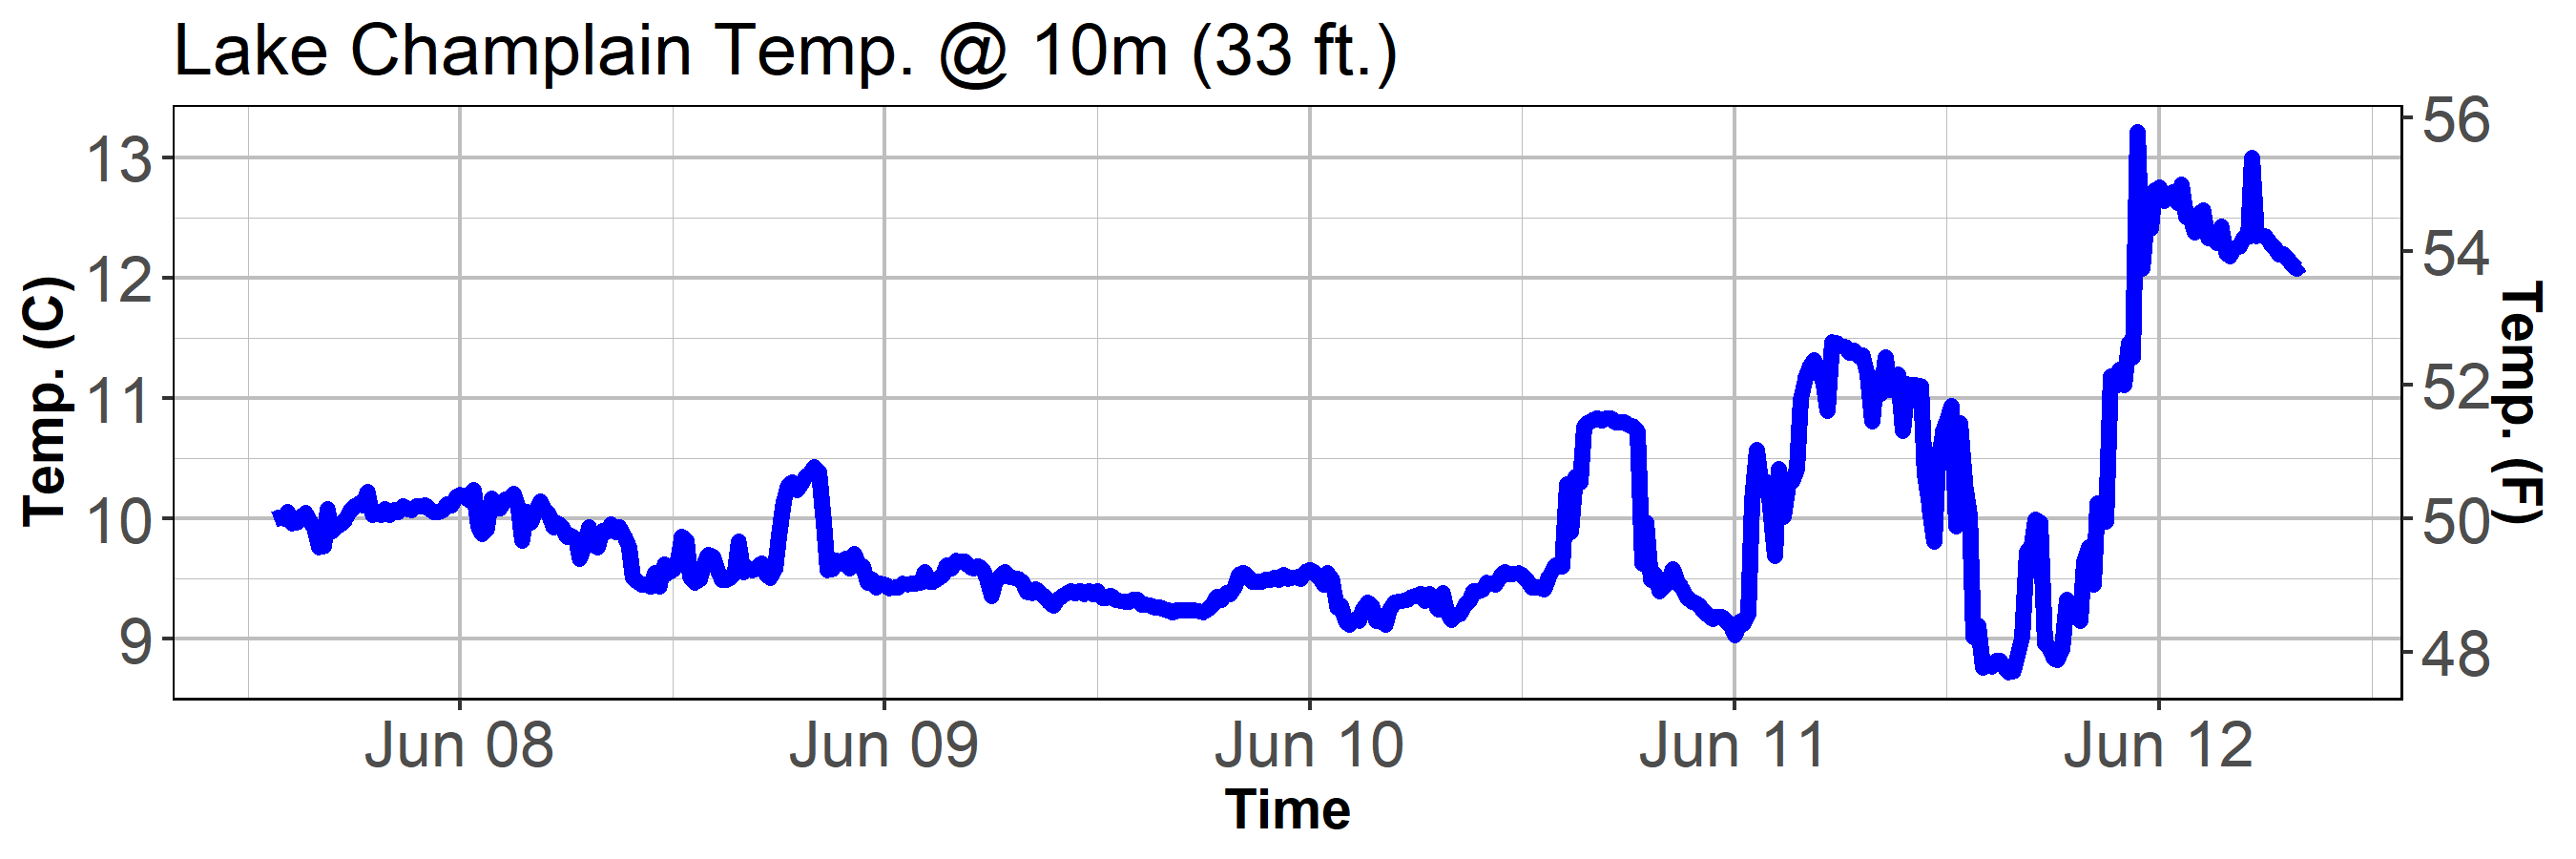 Lake Champlain Temp. @ 10m (33 ft.)
Temp. (C)
13
12
11
10
9
56
54
52
50
48
Temp. (F)
Jun 08 Jun 09 Jun 10 Jun 11 Jun 12
Time